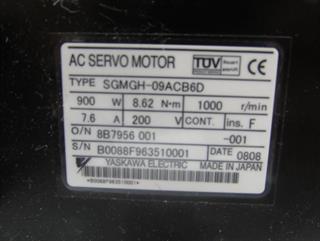 AC SERVO MOTOR TÜV CE
TYPE SGMGH-09ACB6D
900 W 8.62 N·m 1000 r/min
7.6 A 200 V CONT. ins. F
O/N 8B7956 001 -001
S/N B0088F963510001 DATE 0808
YASKAWA ELECTRIC MADE IN JAPAN
*B0088F963510001*